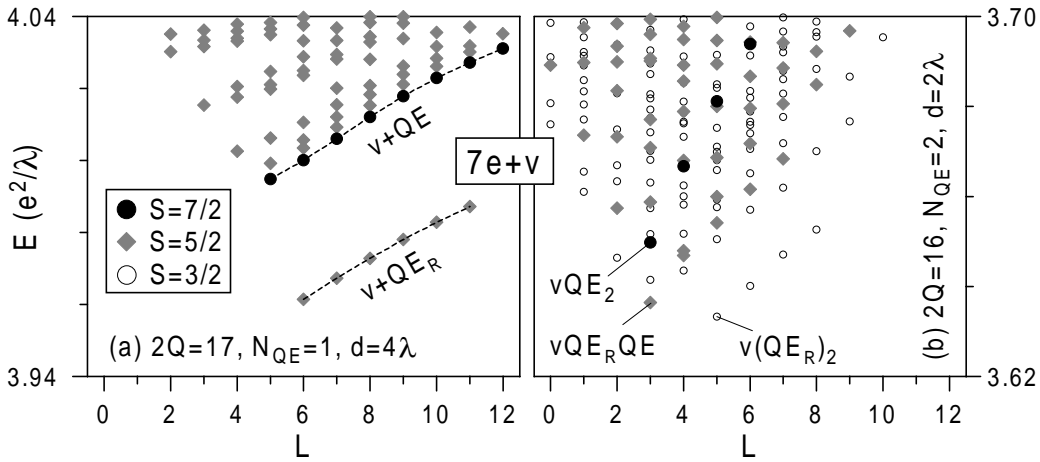 4.04
3.94
E (e²/λ)
0 2 4 6 8 10 12
L
v+QE
v+QE_R
S=7/2
S=5/2
S=3/2
(a) 2Q=17, N_QE=1, d=4λ
7e+v
3.70
3.62
0 2 4 6 8 10 12
L
vQE₂
vQE_RQE
v(QE_R)₂
(b) 2Q=16, N_QE=2, d=2λ